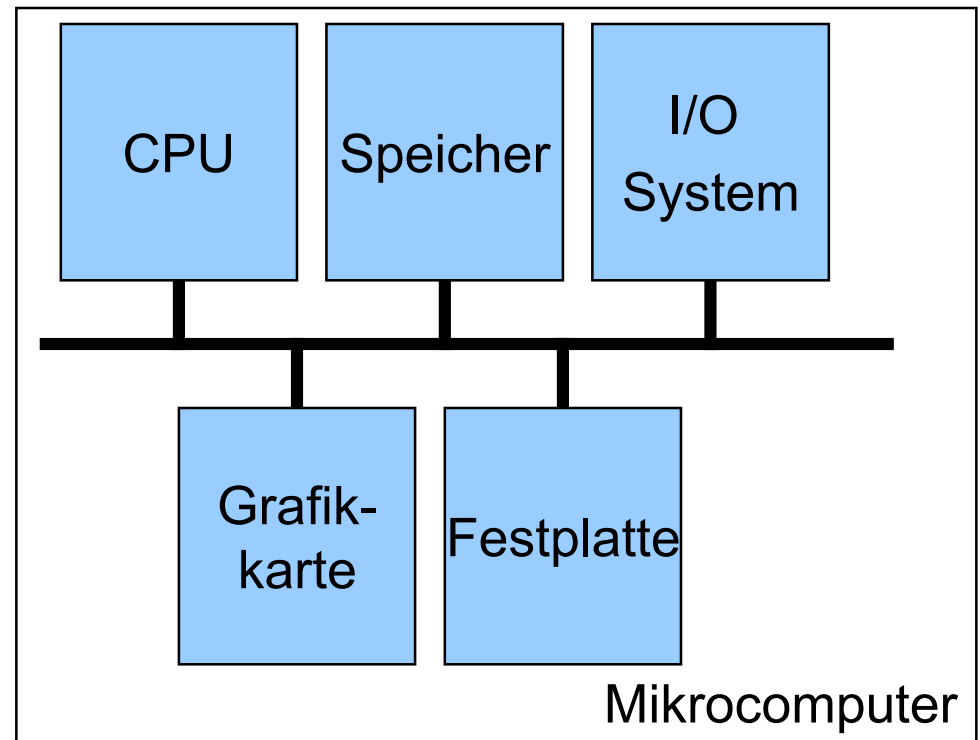 CPU
Speicher
I/O
System
Grafik-
karte
Festplatte
Mikrocomputer